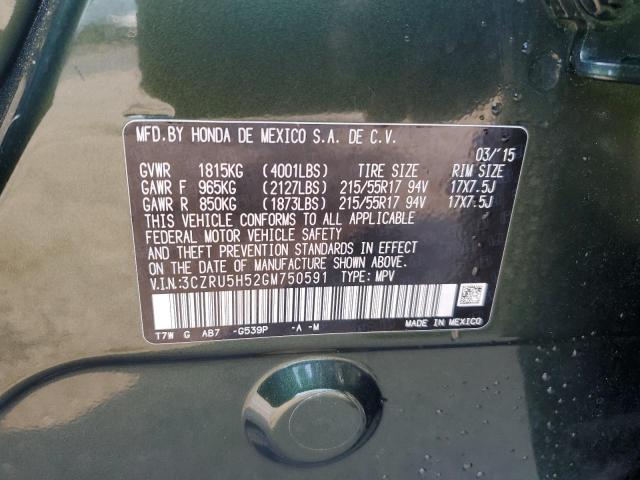 MFD.BY HONDA DE MEXICO S.A. DE C.V.
03/'15
GVWR 1815KG (4001LBS) TIRE SIZE RIM SIZE
GAWR F 965KG (2127LBS) 215/55R17 94V 17X7.5J
GAWR R 850KG (1873LBS) 215/55R17 94V 17X7.5J
THIS VEHICLE CONFORMS TO ALL APPLICABLE
FEDERAL MOTOR VEHICLE SAFETY
AND THEFT PREVENTION STANDARDS IN EFFECT
ON THE DATE OF MANUFACTURE SHOWN ABOVE.
V.I.N:3CZRU5H52GM750591 TYPE: MPV
T7W G AB7 -G539P -A -M MADE IN MEXICO